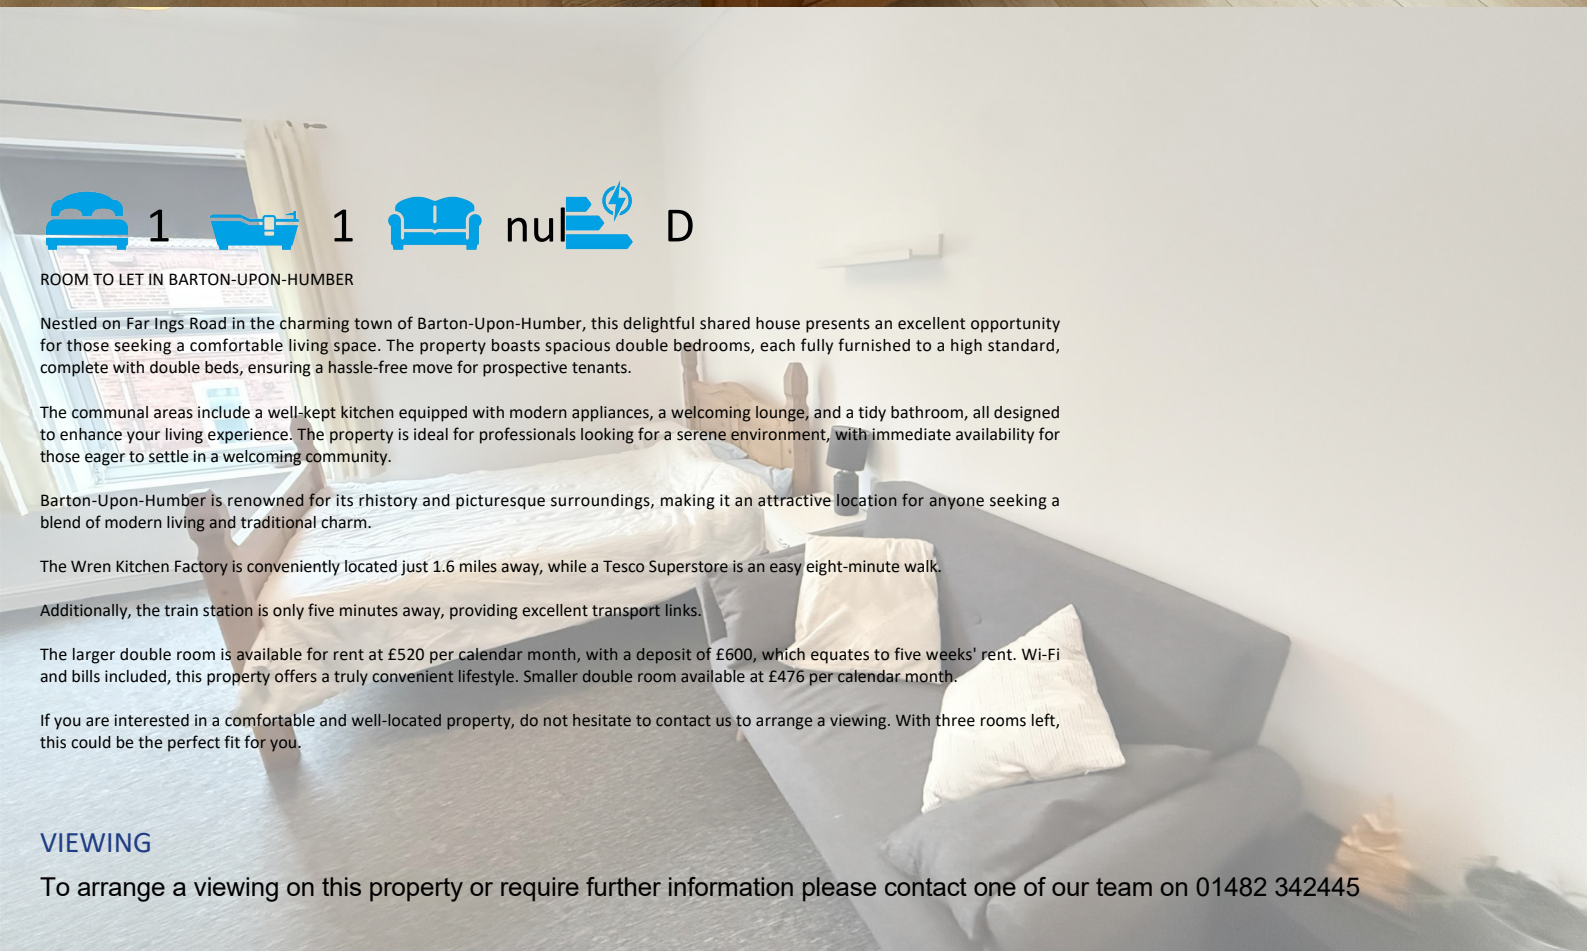 1 1 nul D
ROOM TO LET IN BARTON-UPON-HUMBER
Nestled on Far Ings Road in the charming town of Barton-Upon-Humber, this delightful shared house presents an excellent opportunity
for those seeking a comfortable living space. The property boasts spacious double bedrooms, each fully furnished to a high standard,
complete with double beds, ensuring a hassle-free move for prospective tenants.
The communal areas include a well-kept kitchen equipped with modern appliances, a welcoming lounge, and a tidy bathroom, all designed
to enhance your living experience. The property is ideal for professionals looking for a serene environment, with immediate availability for
those eager to settle in a welcoming community.
Barton-Upon-Humber is renowned for its rhistory and picturesque surroundings, making it an attractive location for anyone seeking a
blend of modern living and traditional charm.
The Wren Kitchen Factory is conveniently located just 1.6 miles away, while a Tesco Superstore is an easy eight-minute walk.
Additionally, the train station is only five minutes away, providing excellent transport links.
The larger double room is available for rent at £520 per calendar month, with a deposit of £600, which equates to five weeks' rent. Wi-Fi
and bills included, this property offers a truly convenient lifestyle. Smaller double room available at £476 per calendar month.
If you are interested in a comfortable and well-located property, do not hesitate to contact us to arrange a viewing. With three rooms left,
this could be the perfect fit for you.
VIEWING
To arrange a viewing on this property or require further information please contact one of our team on 01482 342445